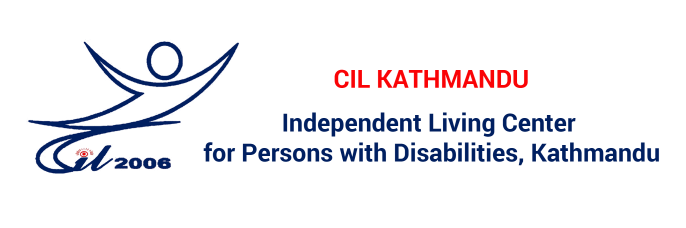 CIL KATHMANDU
Independent Living Center
for Persons with Disabilities, Kathmandu
Cil 2006